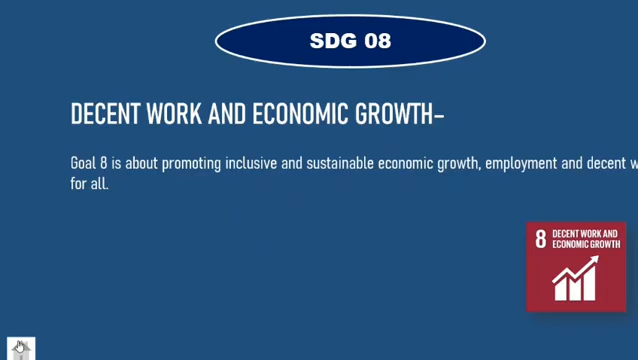 SDG 08
DECENT WORK AND ECONOMIC GROWTH-
Goal 8 is about promoting inclusive and sustainable economic growth, employment and decent w
for all.
8 DECENT WORK AND
ECONOMIC GROWTH